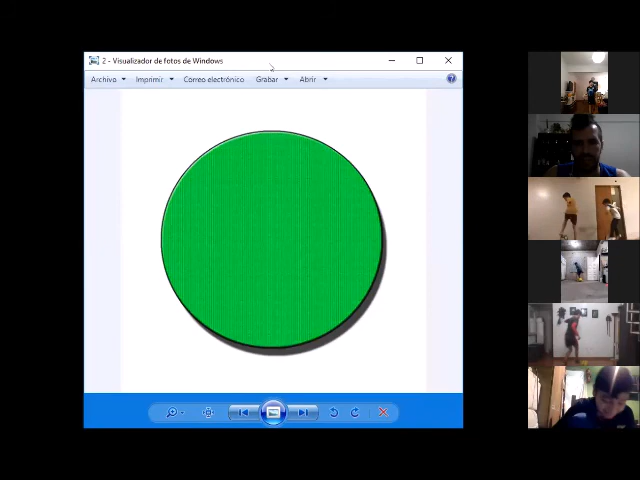 2 - Visualizador de fotos de Windows
Archivo Imprimir Correo electrónico Grabar Abrir